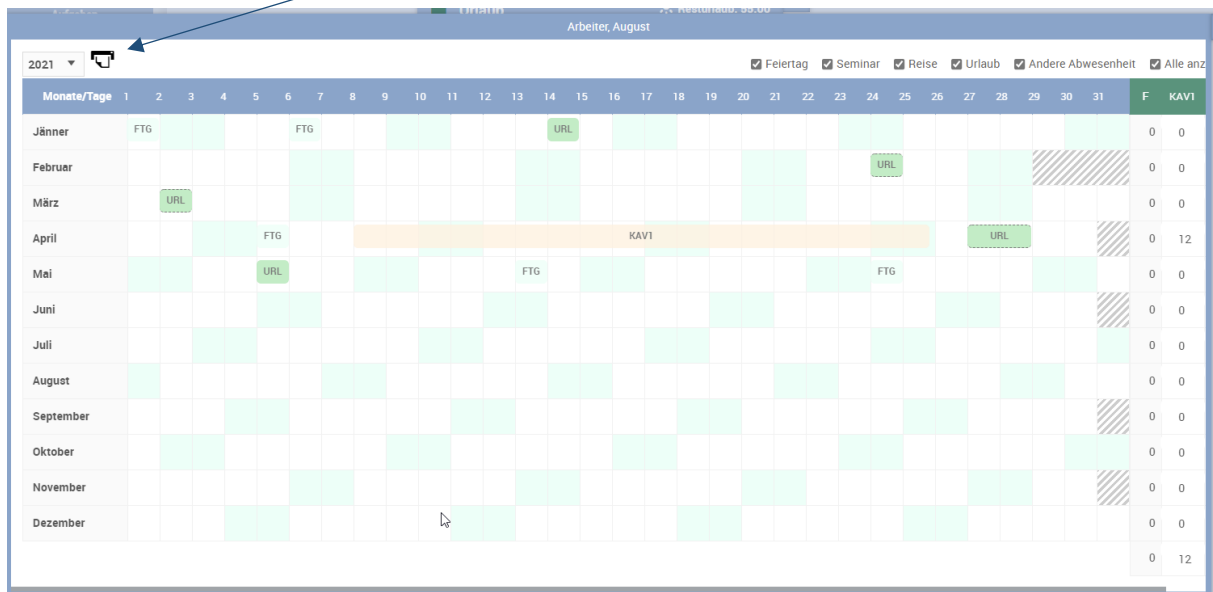 Urlaub Resturlaub: 35.00
Arbeiter, August
2021 Feiertag Seminar Reise Urlaub Andere Abwesenheit Alle anz
Monate/Tage 1 2 3 4 5 6 7 8 9 10 11 12 13 14 15 16 17 18 19 20 21 22 23 24 25 26 27 28 29 30 31 F KAV1
Jänner FTG FTG URL 0 0
Februar URL 0 0
März URL 0 0
April FTG KAV1 URL 0 12
Mai URL FTG FTG 0 0
Juni 0 0
Juli 0 0
August 0 0
September 0 0
Oktober 0 0
November 0 0
Dezember 0 0
0 12